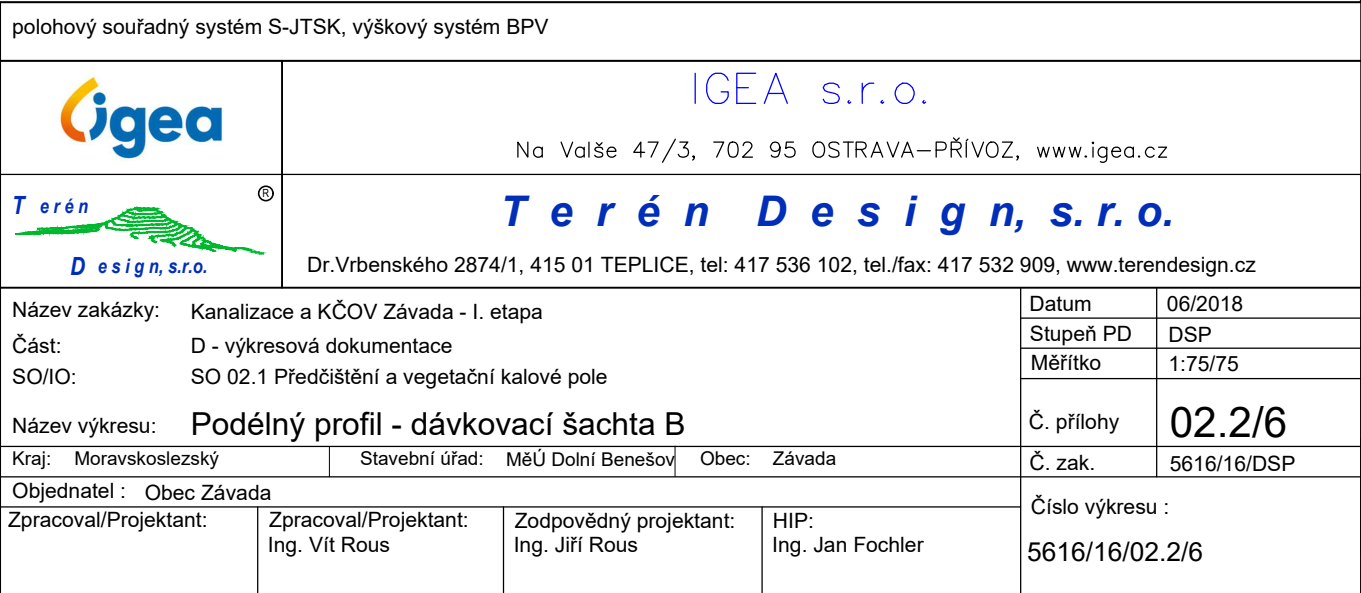 polohový souřadný systém S-JTSK, výškový systém BPV
igea
IGEA s.r.o.
Na Valše 47/3, 702 95 OSTRAVA-PŘÍVOZ, www.igea.cz
Terén
Design, s.r.o.
®
Terén Design, s.r.o.
Dr.Vrbenského 2874/1, 415 01 TEPLICE, tel: 417 536 102, tel./fax: 417 532 909, www.terendesign.cz
Název zakázky: Kanalizace a KČOV Závada - I. etapa
Část: D - výkresová dokumentace
SO/IO: SO 02.1 Předčištění a vegetační kalové pole
Název výkresu: Podélný profil - dávkovací šachta B
Datum 06/2018
Stupeň PD DSP
Měřítko 1:75/75
Č. přílohy 02.2/6
Kraj: Moravskoslezský Stavební úřad: MěÚ Dolní Benešov Obec: Závada
Č. zak. 5616/16/DSP
Objednatel : Obec Závada
Zpracoval/Projektant:
Zpracoval/Projektant:
Ing. Vít Rous
Zodpovědný projektant:
Ing. Jiří Rous
HIP:
Ing. Jan Fochler
Číslo výkresu :
5616/16/02.2/6